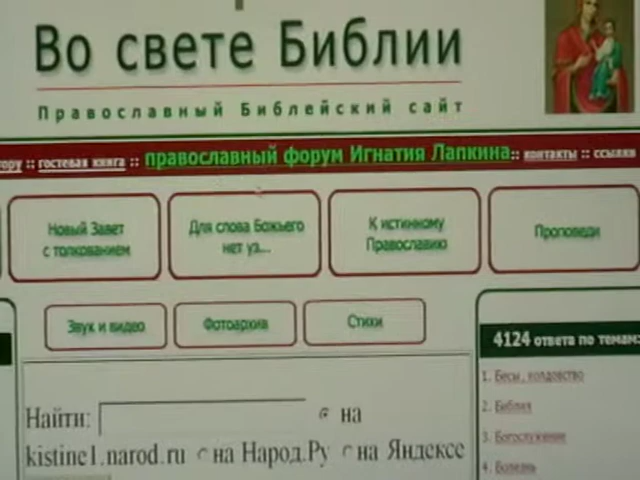 Во свете Библии
Православный Библейский сайт
ору :: гостевая книга :: православный форум Игнатия Лапкина:: контакты :: ссылки
Новый Завет
с толкованием
Для слова Божьего
нет уз...
К истинному
Православию
Проповеди
Звук и видео
Фотоархив
Стихи
4124 ответа по темам:
1. Бесы, колдовство
2. Библия
3. Богослужение
4. Болезнь
Найти:
на
kistine1.narod.ru на Народ.Ру на Яндексе